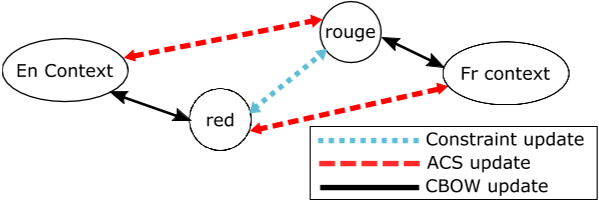 rouge
En Context
Fr context
red
Constraint update
ACS update
CBOW update